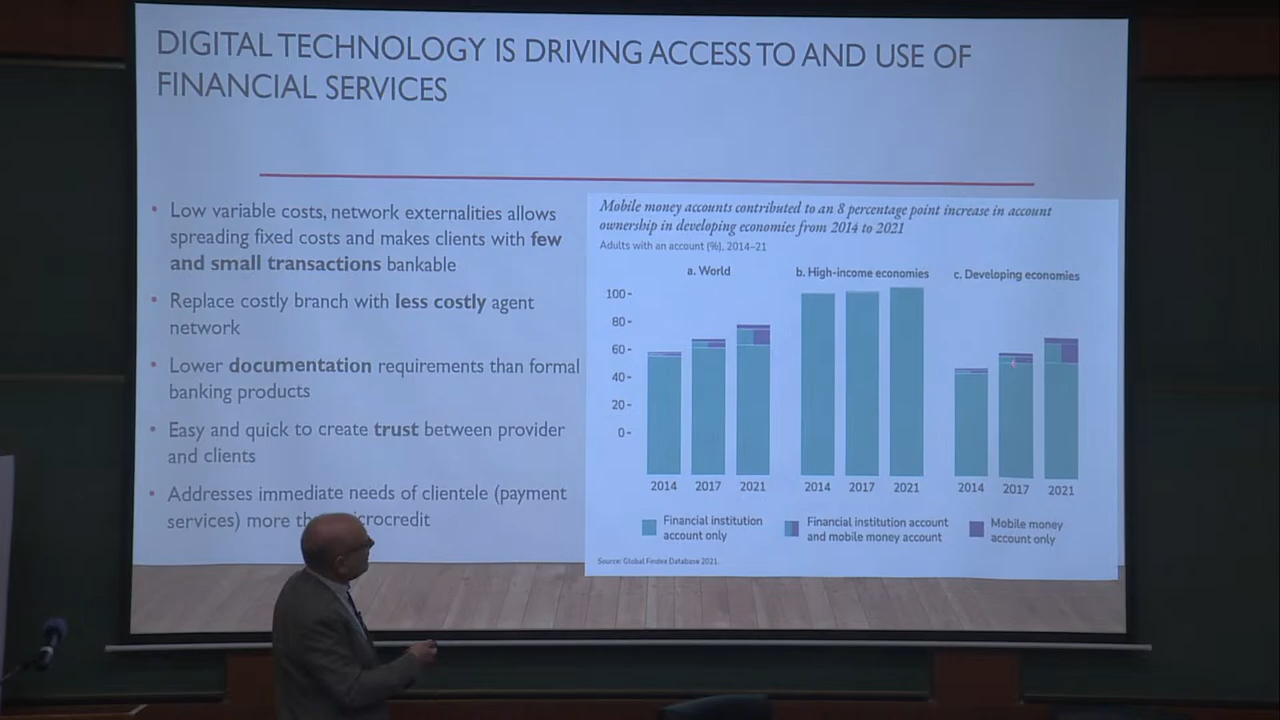 DIGITAL TECHNOLOGY IS DRIVING ACCESS TO AND USE OF
FINANCIAL SERVICES
• Low variable costs, network externalities allows
spreading fixed costs and makes clients with few
and small transactions bankable
• Replace costly branch with less costly agent
network
• Lower documentation requirements than formal
banking products
• Easy and quick to create trust between provider
and clients
• Addresses immediate needs of clientele (payment
services) more th crocredit
Mobile money accounts contributed to an 8 percentage point increase in account
ownership in developing economies from 2014 to 2021
Adults with an account (%), 2014–21
a. World
b. High-income economies
c. Developing economies
100-
80-
60-
40-
20-
0-
2014 2017 2021
2014 2017 2021
2014 2017 2021
Financial institution
account only
Financial institution account
and mobile money account
Mobile money
account only
Source: Global Findex Database 2021.